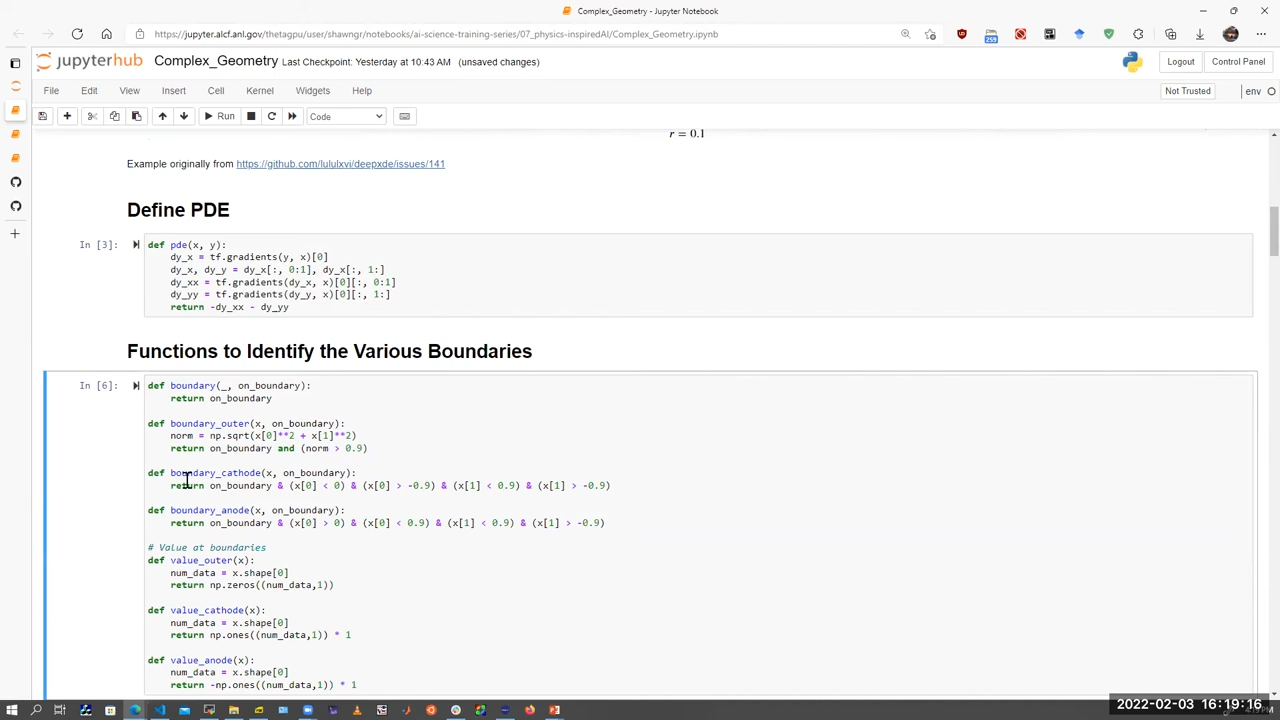 Complex_Geometry - Jupyter Notebook
https://jupyter.alcf.anl.gov/thetagpu/user/shawngr/notebooks/ai-science-training-series/07_physics-inspiredAI/Complex_Geometry.ipynb
259
jupyterhub Complex_Geometry Last Checkpoint: Yesterday at 10:43 AM (unsaved changes) Logout Control Panel
File Edit View Insert Cell Kernel Widgets Help Not Trusted env
Run Code
r = 0.1
Example originally from https://github.com/lululxvi/deepxde/issues/141
Define PDE
In [3]: def pde(x, y):
dy_x = tf.gradients(y, x)[0]
dy_x, dy_y = dy_x[:, 0:1], dy_x[:, 1:]
dy_xx = tf.gradients(dy_x, x)[0][:, 0:1]
dy_yy = tf.gradients(dy_y, x)[0][:, 1:]
return -dy_xx - dy_yy
Functions to Identify the Various Boundaries
In [6]: def boundary(_, on_boundary):
return on_boundary
def boundary_outer(x, on_boundary):
norm = np.sqrt(x[0]**2 + x[1]**2)
return on_boundary and (norm > 0.9)
def boundary_cathode(x, on_boundary):
return on_boundary & (x[0] < 0) & (x[0] > -0.9) & (x[1] < 0.9) & (x[1] > -0.9)
def boundary_anode(x, on_boundary):
return on_boundary & (x[0] > 0) & (x[0] < 0.9) & (x[1] < 0.9) & (x[1] > -0.9)
# Value at boundaries
def value_outer(x):
num_data = x.shape[0]
return np.zeros((num_data,1))
def value_cathode(x):
num_data = x.shape[0]
return np.ones((num_data,1)) * 1
def value_anode(x):
num_data = x.shape[0]
return -np.ones((num_data,1)) * 1
2022-02-03 16:19:16